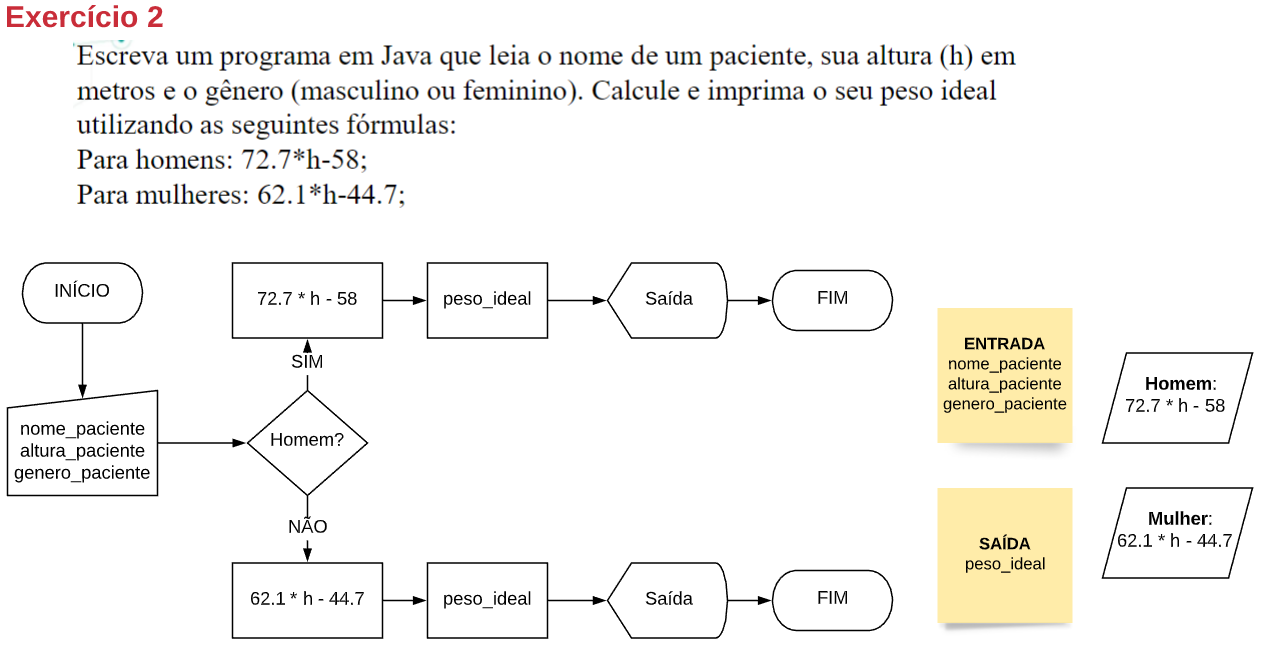 Exercício 2
Escreva um programa em Java que leia o nome de um paciente, sua altura (h) em
metros e o gênero (masculino ou feminino). Calcule e imprima o seu peso ideal
utilizando as seguintes fórmulas:
Para homens: 72.7*h-58;
Para mulheres: 62.1*h-44.7;
INÍCIO
72.7 * h - 58
peso_ideal
Saída
FIM
SIM
nome_paciente
altura_paciente
genero_paciente
Homem?
NÃO
62.1 * h - 44.7
peso_ideal
Saída
FIM
ENTRADA
nome_paciente
altura_paciente
genero_paciente
Homem:
72.7 * h - 58
SAÍDA
peso_ideal
Mulher:
62.1 * h - 44.7